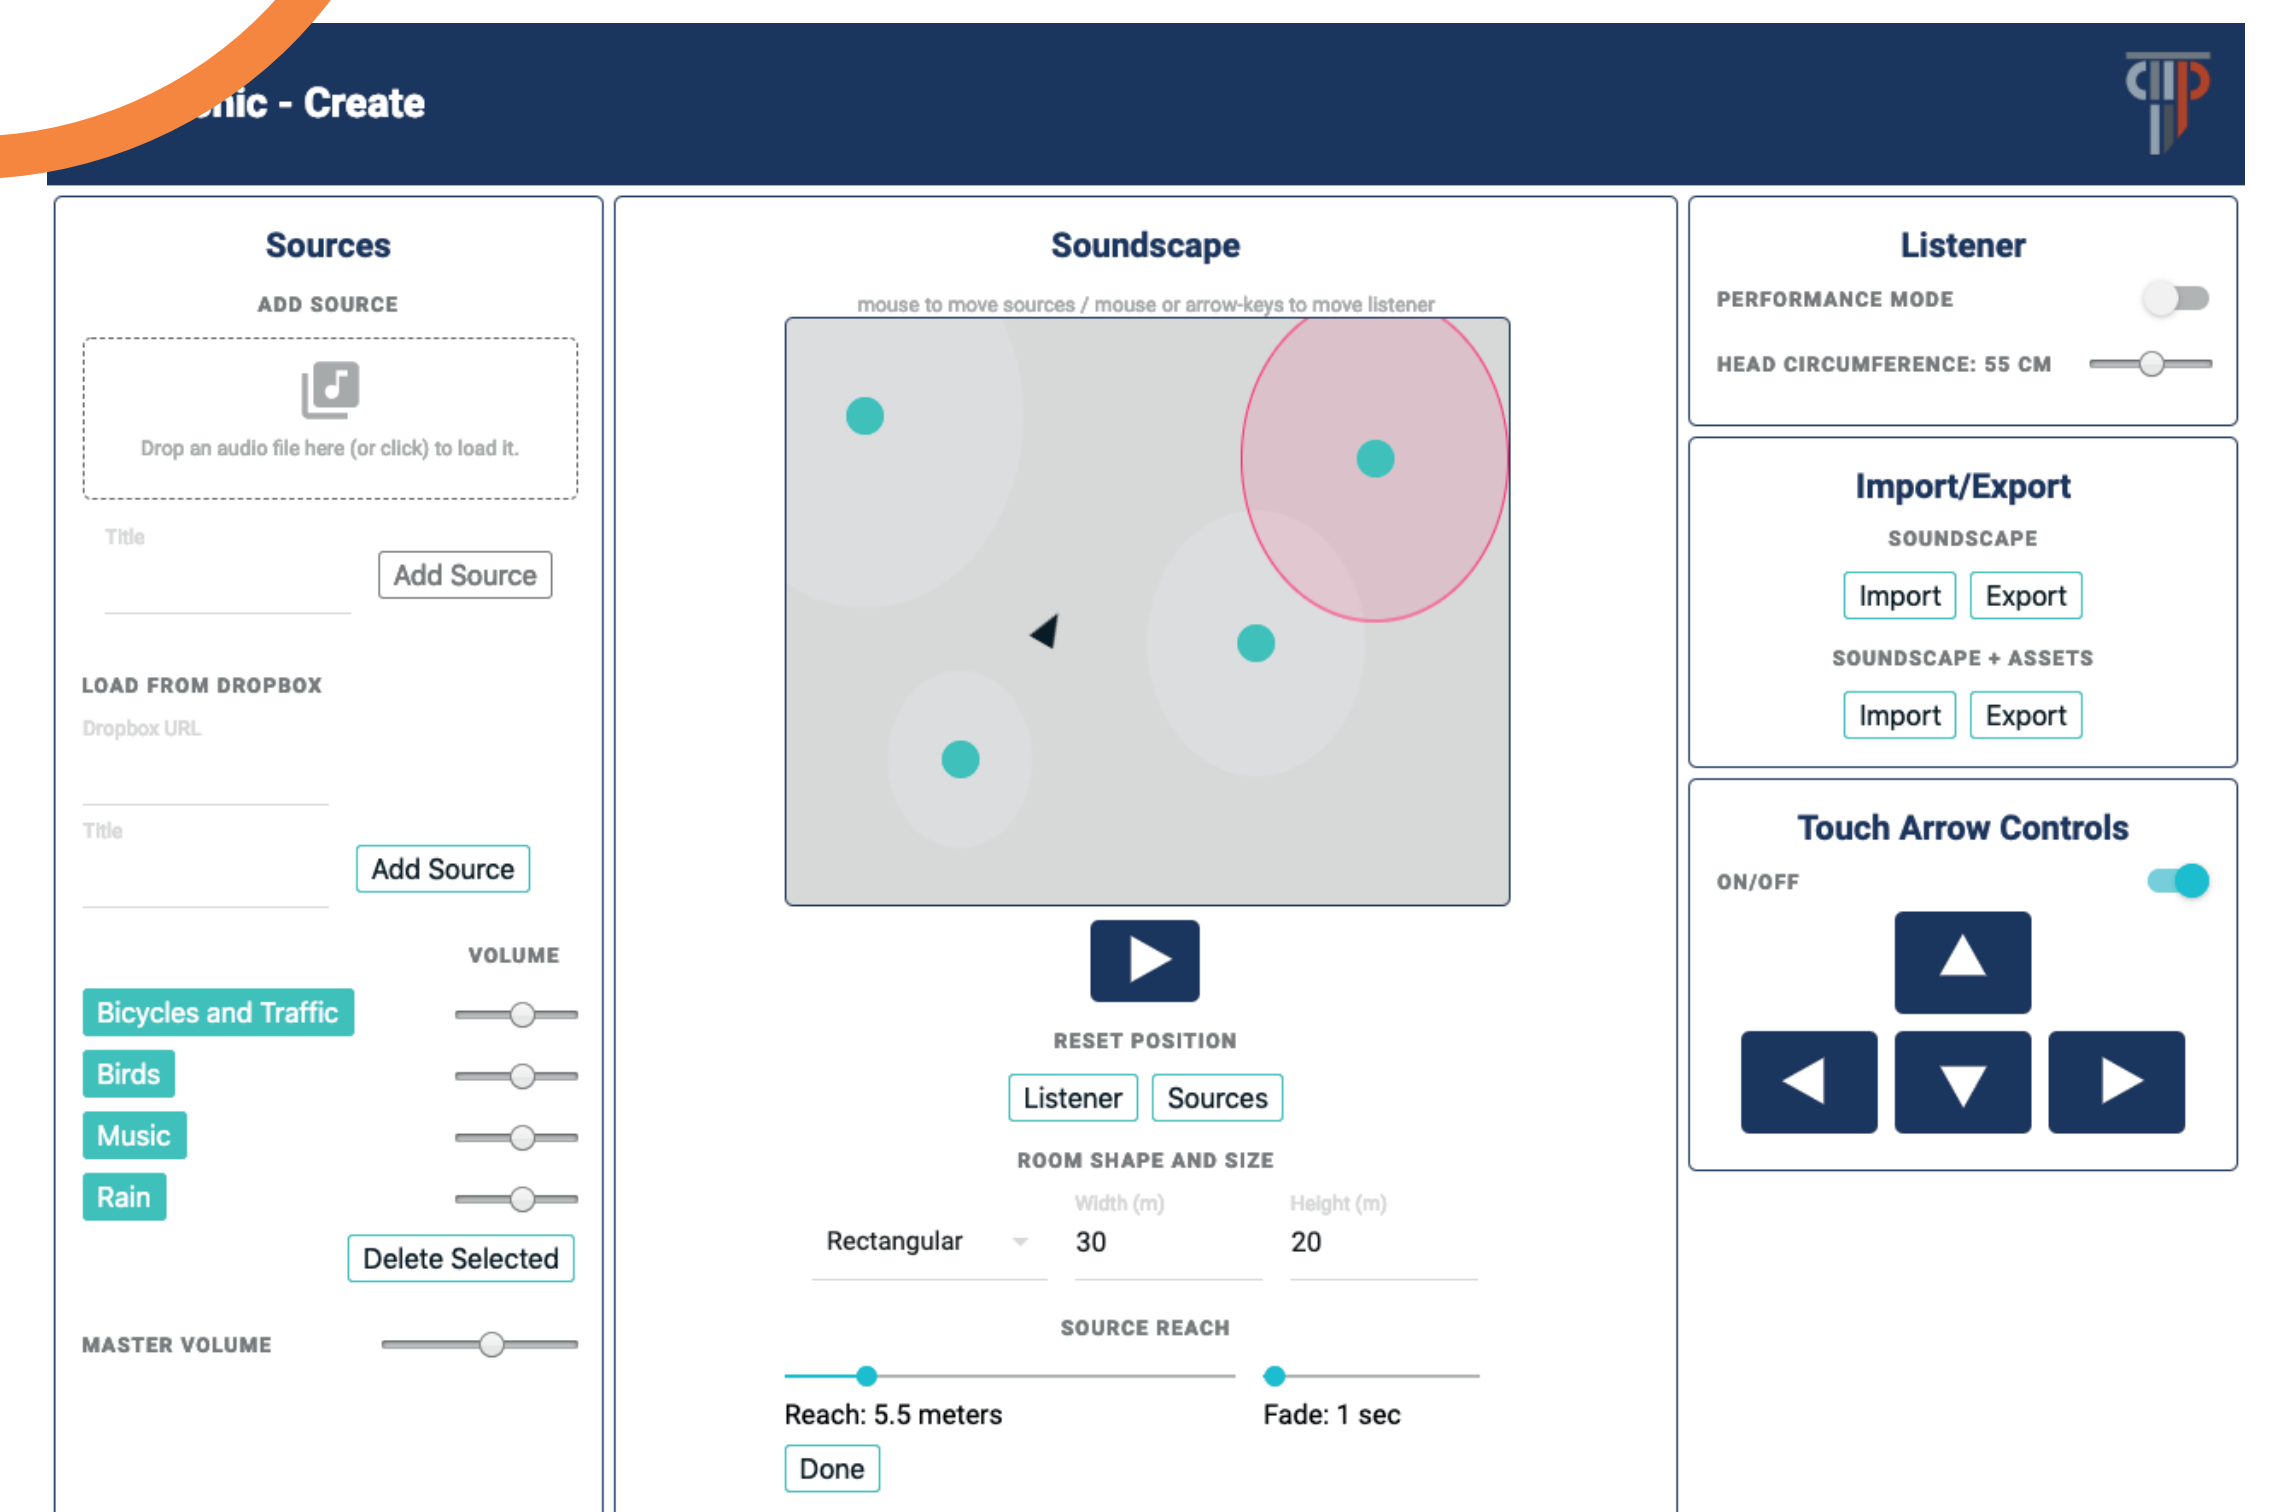 - Create
Sources
ADD SOURCE
Drop an audio file here (or click) to load it.
Title
Add Source
LOAD FROM DROPBOX
Dropbox URL
Title
Add Source
VOLUME
Bicycles and Traffic
Birds
Music
Rain
Delete Selected
MASTER VOLUME
Soundscape
mouse to move sources / mouse or arrow-keys to move listener
RESET POSITION
Listener Sources
ROOM SHAPE AND SIZE
Width (m) Height (m)
Rectangular 30 20
SOURCE REACH
Reach: 5.5 meters Fade: 1 sec
Done
Listener
PERFORMANCE MODE
HEAD CIRCUMFERENCE: 55 CM
Import/Export
SOUNDSCAPE
Import Export
SOUNDSCAPE + ASSETS
Import Export
Touch Arrow Controls
ON/OFF